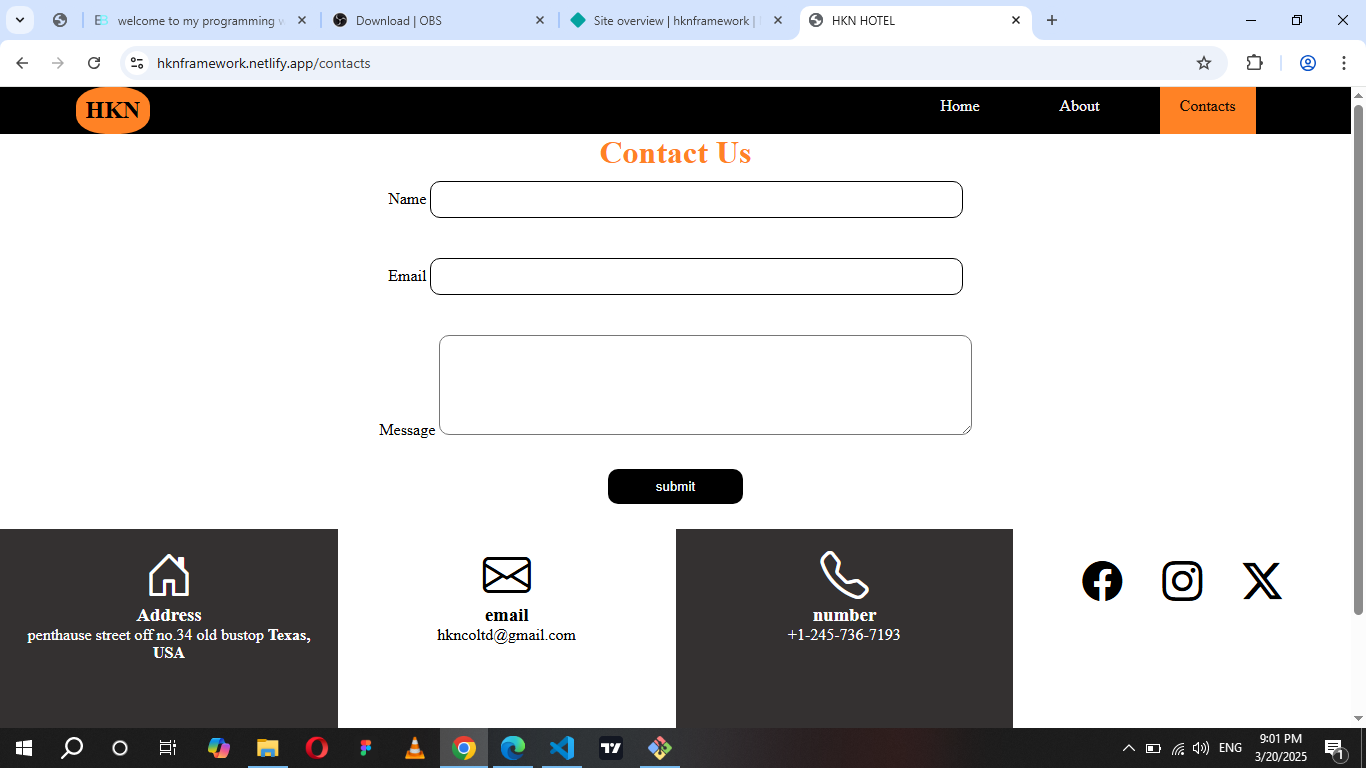 welcome to my programming w
Download | OBS
Site overview | hknframework |
HKN HOTEL
hknframework.netlify.app/contacts
HKN
Home
About
Contacts
Contact Us
Name
Email
Message
submit
Address
penthause street off no.34 old bustop Texas,
USA
email
hkncoltd@gmail.com
number
+1-245-736-7193
ENG
9:01 PM
3/20/2025
1